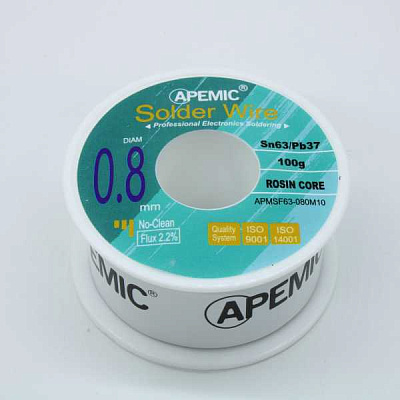 APEMIC®
Solder Wire
Professional Electronics Soldering
DIAM
0.8
mm
Sn63/Pb37
100g
ROSIN CORE
APMSF63-080M10
No-Clean
Flux 2.2%
Quality System
ISO 9001
ISO 14001
PEMIC®
APEMIC